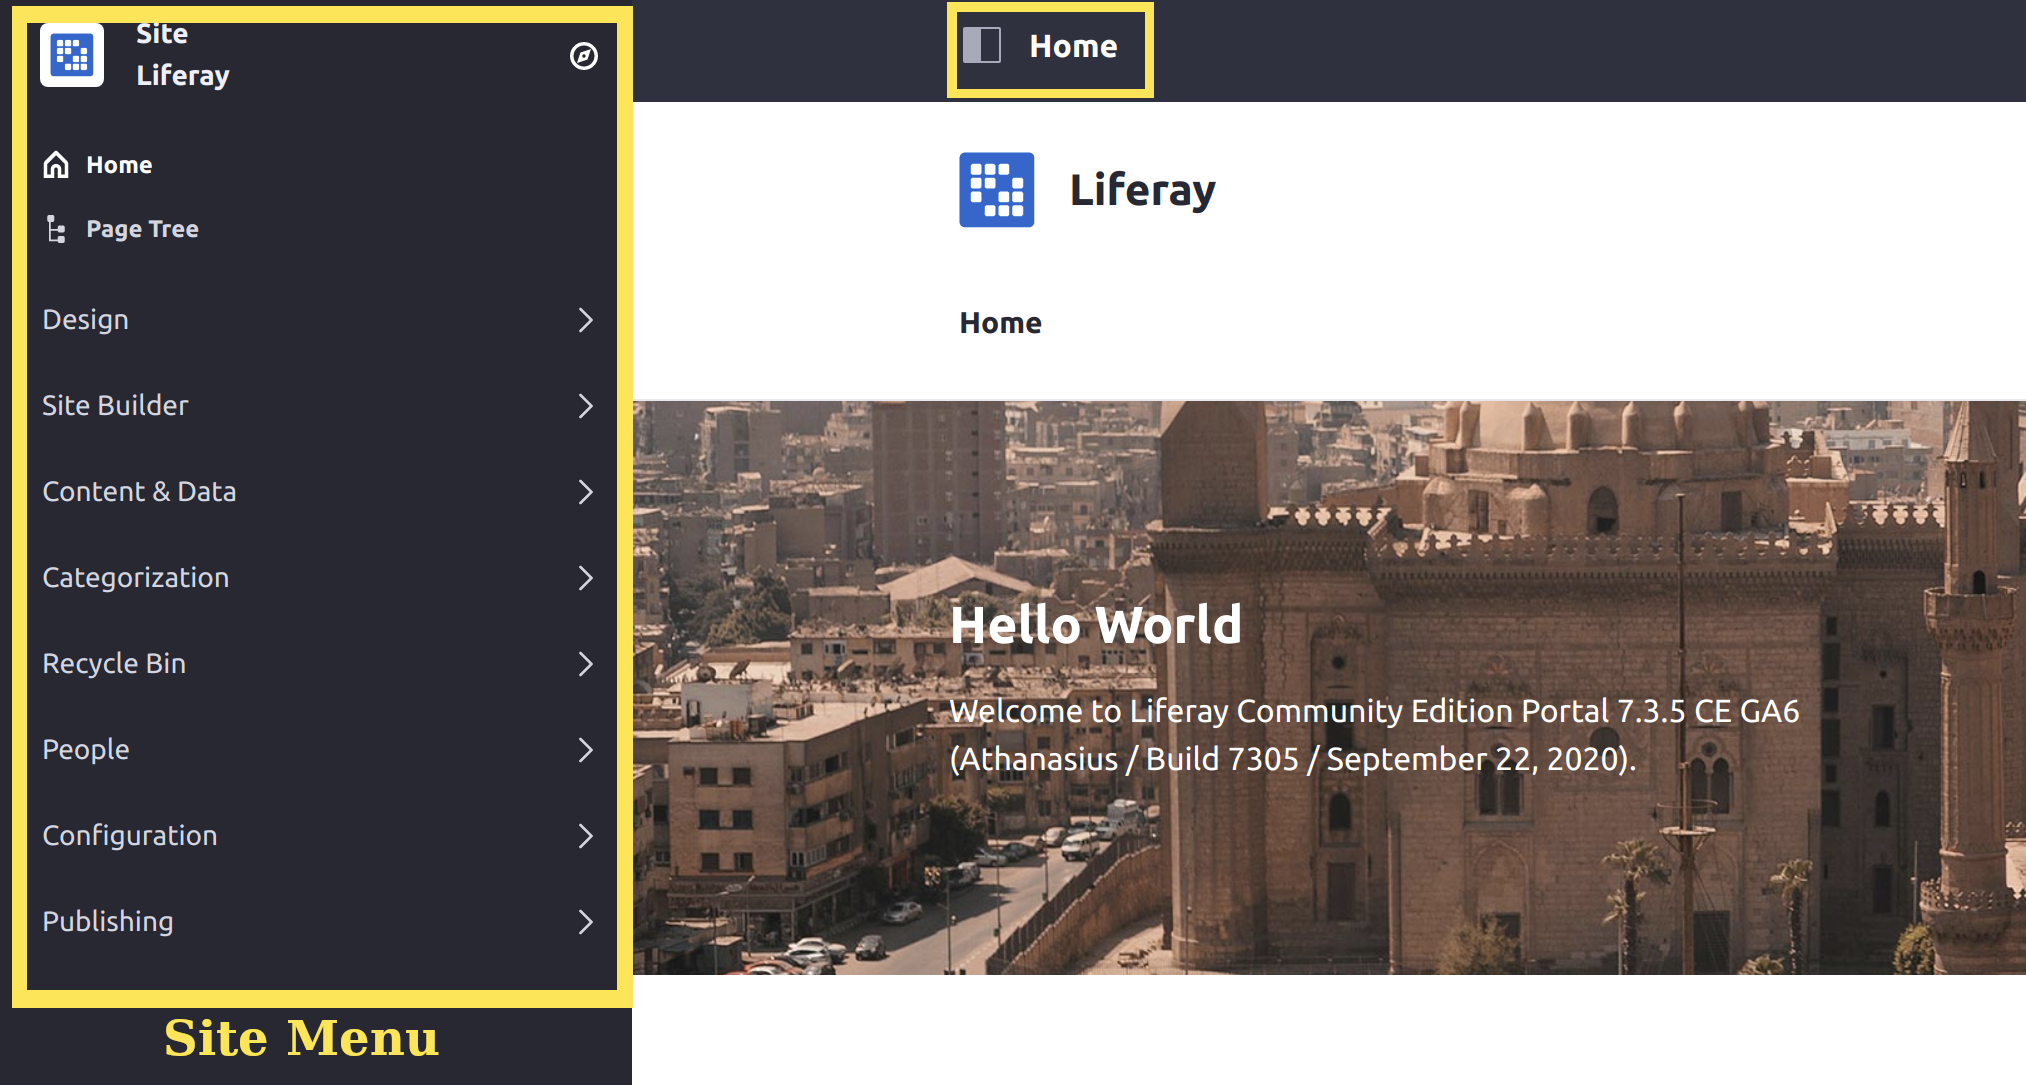 Site
Liferay
Home
Page Tree
Design
Site Builder
Content & Data
Categorization
Recycle Bin
People
Configuration
Publishing
Site Menu
Home
Liferay
Home
Hello World
Welcome to Liferay Community Edition Portal 7.3.5 CE GA6
(Athanasius / Build 7305 / September 22, 2020).